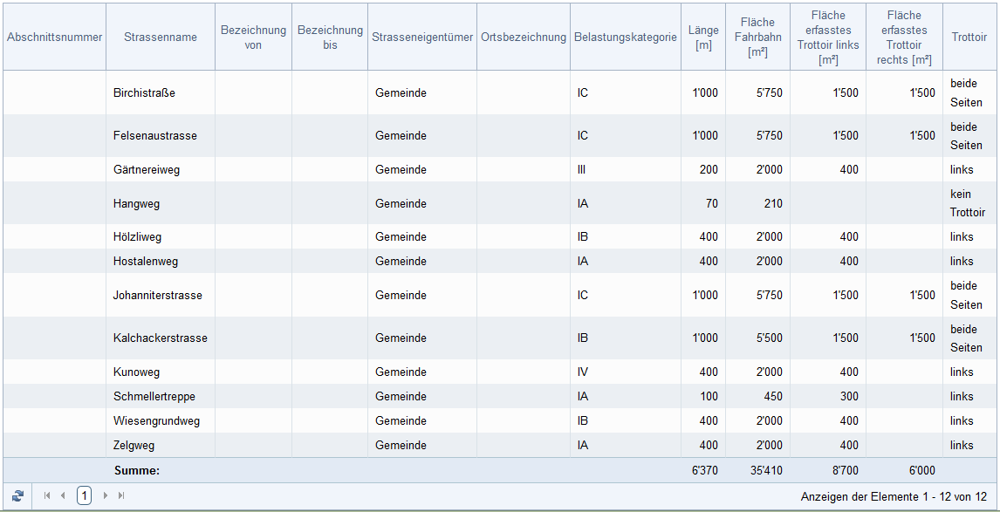 Abschnittsnummer Strassenname Bezeichnung von Bezeichnung bis Strasseneigentümer Ortsbezeichnung Belastungskategorie Länge [m] Fläche Fahrbahn [m²] Fläche erfasstes Trottoir links [m²] Fläche erfasstes Trottoir rechts [m²] Trottoir
Birchistraße Gemeinde IC 1'000 5'750 1'500 1'500 beide Seiten
Felsenaustrasse Gemeinde IC 1'000 5'750 1'500 1'500 beide Seiten
Gärtnereiweg Gemeinde III 200 2'000 400 links
Hangweg Gemeinde IA 70 210 kein Trottoir
Hölzliweg Gemeinde IB 400 2'000 400 links
Hostalenweg Gemeinde IA 400 2'000 400 links
Johanniterstrasse Gemeinde IC 1'000 5'750 1'500 1'500 beide Seiten
Kalchackerstrasse Gemeinde IB 1'000 5'500 1'500 1'500 beide Seiten
Kunoweg Gemeinde IV 400 2'000 400 links
Schmellertreppe Gemeinde IA 100 450 300 links
Wiesengrundweg Gemeinde IB 400 2'000 400 links
Zelgweg Gemeinde IA 400 2'000 400 links
Summe: 6'370 35'410 8'700 6'000
1 Anzeigen der Elemente 1 - 12 von 12